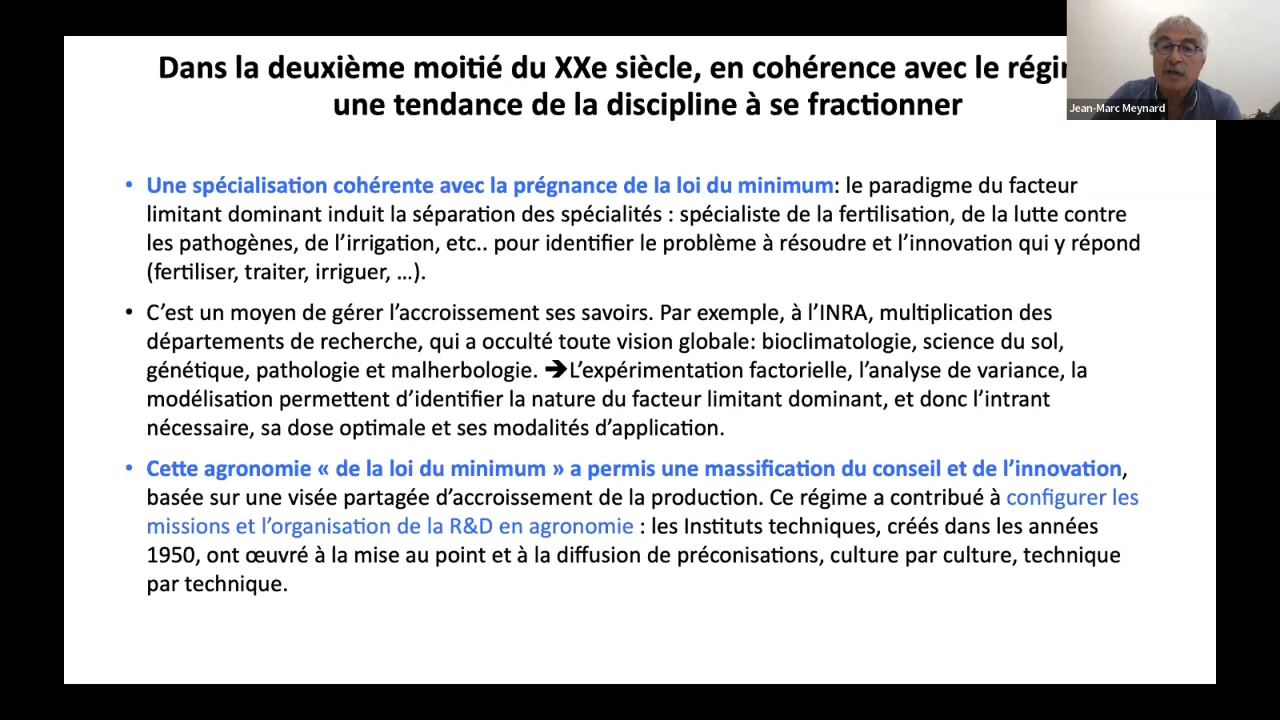 Dans la deuxième moitié du XXe siècle, en cohérence avec le
une tendance de la discipline à se fractionner
Jean-Marc Meynard
• Une spécialisation cohérente avec la prégnance de la loi du minimum: le paradigme du facteur
limitant dominant induit la séparation des spécialités : spécialiste de la fertilisation, de la lutte contre
les pathogènes, de l’irrigation, etc.. pour identifier le problème à résoudre et l’innovation qui y répond
(fertiliser, traiter, irriguer, …).
• C’est un moyen de gérer l’accroissement ses savoirs. Par exemple, à l’INRA, multiplication des
départements de recherche, qui a occulté toute vision globale: bioclimatologie, science du sol,
génétique, pathologie et malherbologie. ➔L’expérimentation factorielle, l’analyse de variance, la
modélisation permettent d’identifier la nature du facteur limitant dominant, et donc l’intrant
nécessaire, sa dose optimale et ses modalités d’application.
• Cette agronomie « de la loi du minimum » a permis une massification du conseil et de l’innovation,
basée sur une visée partagée d’accroissement de la production. Ce régime a contribué à configurer les
missions et l’organisation de la R&D en agronomie : les Instituts techniques, créés dans les années
1950, ont œuvré à la mise au point et à la diffusion de préconisations, culture par culture, technique
par technique.